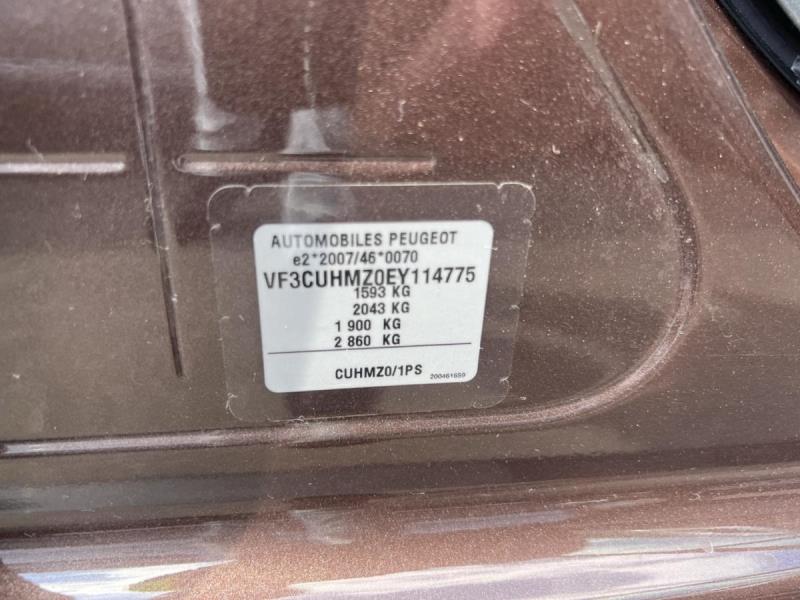 AUTOMOBILES PEUGEOT
e2*2007/46*0070
VF3CUHMZ0EY114775
1593 KG
2043 KG
1 900 KG
2 860 KG
CUHMZ0/1PS 200461659